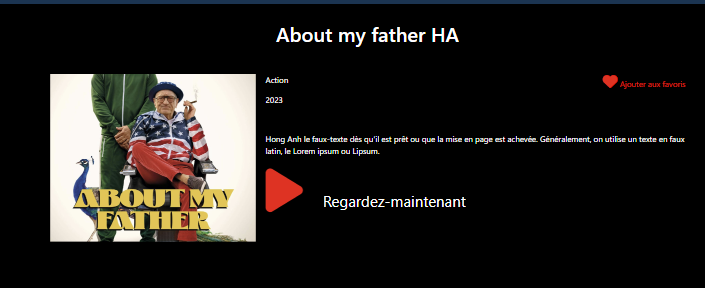 About my father HA
Action
Ajouter aux favoris
2023
Hong Anh le faux-texte dès qu'il est prêt ou que la mise en page est achevée. Généralement, on utilise un texte en faux
latin, le Lorem ipsum ou Lipsum.
ABOUT MY
FATHER
Regardez-maintenant